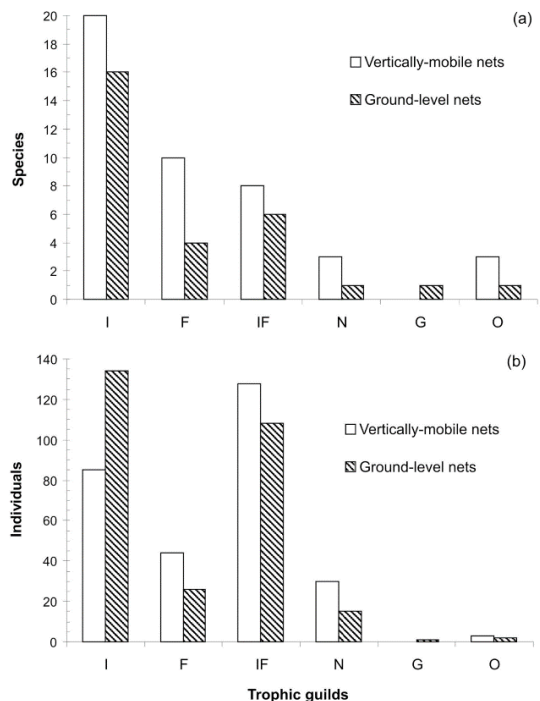 (a)
20
18
16
14
12
10
8
6
4
2
0
Species
Vertically-mobile nets
Ground-level nets
I F IF N G O
(b)
140
120
100
80
60
40
20
0
Individuals
Vertically-mobile nets
Ground-level nets
I F IF N G O
Trophic guilds